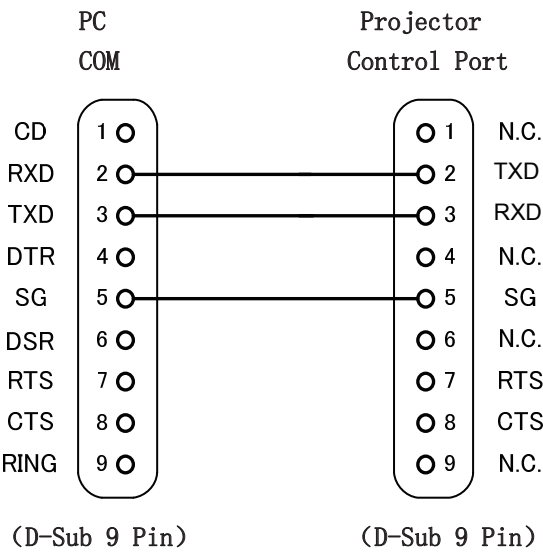 PC Projector
COM Control Port
CD 1 1 N.C.
RXD 2 2 TXD
TXD 3 3 RXD
DTR 4 4 N.C.
SG 5 5 SG
DSR 6 6 N.C.
RTS 7 7 RTS
CTS 8 8 CTS
RING 9 9 N.C.
(D-Sub 9 Pin) (D-Sub 9 Pin)